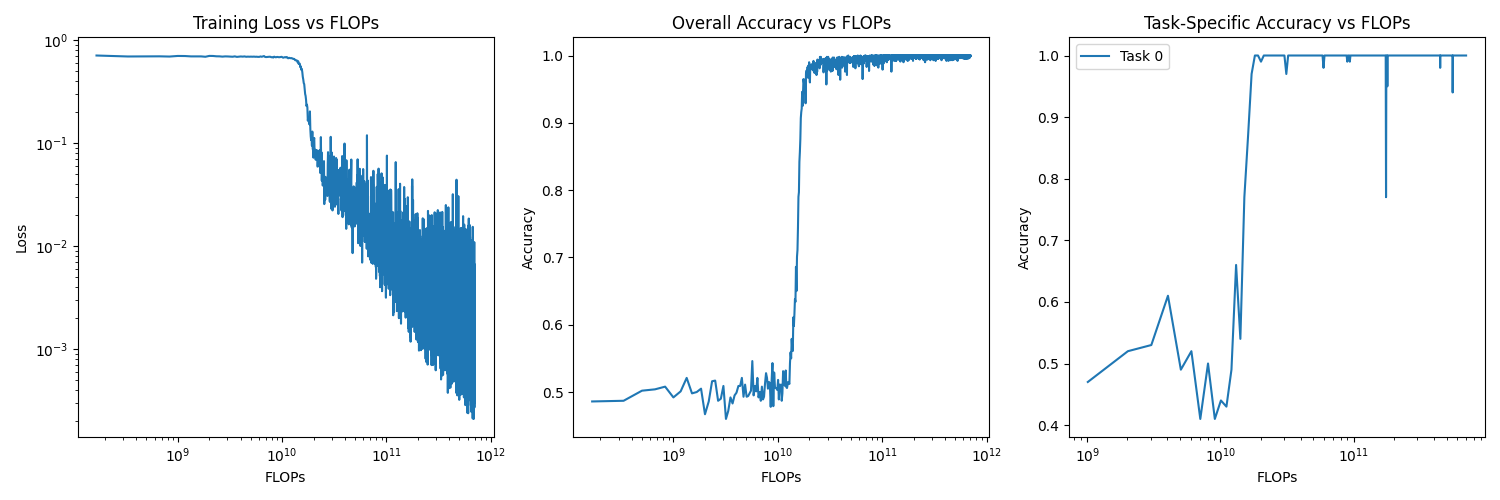 Training Loss vs FLOPs
10⁰
10⁻¹
10⁻²
10⁻³
Loss
10⁹ 10¹⁰ 10¹¹ 10¹²
FLOPs
Overall Accuracy vs FLOPs
1.0
0.9
0.8
0.7
0.6
0.5
Accuracy
10⁹ 10¹⁰ 10¹¹ 10¹²
FLOPs
Task-Specific Accuracy vs FLOPs
Task 0
1.0
0.9
0.8
0.7
0.6
0.5
0.4
Accuracy
10⁹ 10¹⁰ 10¹¹
FLOPs